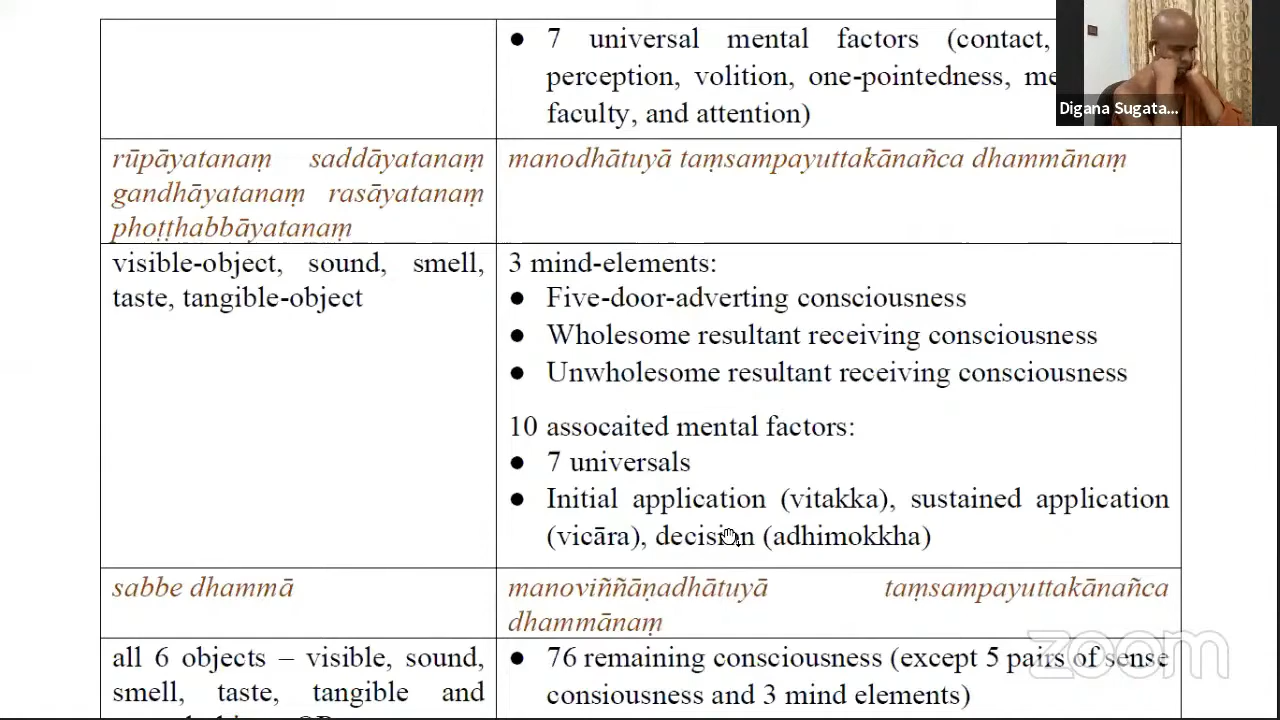 7 universal mental factors (contact,
perception, volition, one-pointedness,
faculty, and attention)
Digana Sugata...
rūpāyatanaṃ saddāyatanaṃ
gandhāyatanaṃ rasāyatanaṃ
phoṭṭhabbāyatanaṃ
manodhātuyā taṃsampayuttakānañca dhammānaṃ
visible-object, sound, smell,
taste, tangible-object
3 mind-elements:
Five-door-adverting consciousness
Wholesome resultant receiving consciousness
Unwholesome resultant receiving consciousness
10 assocaited mental factors:
7 universals
Initial application (vitakka), sustained application
(vicāra), decision (adhimokkha)
sabbe dhammā
manoviññāṇadhātuyā taṃsampayuttakānañca
dhammānaṃ
all 6 objects – visible, sound,
smell, taste, tangible and
76 remaining consciousness (except 5 pairs of sense
consiousness and 3 mind elements)
zoom